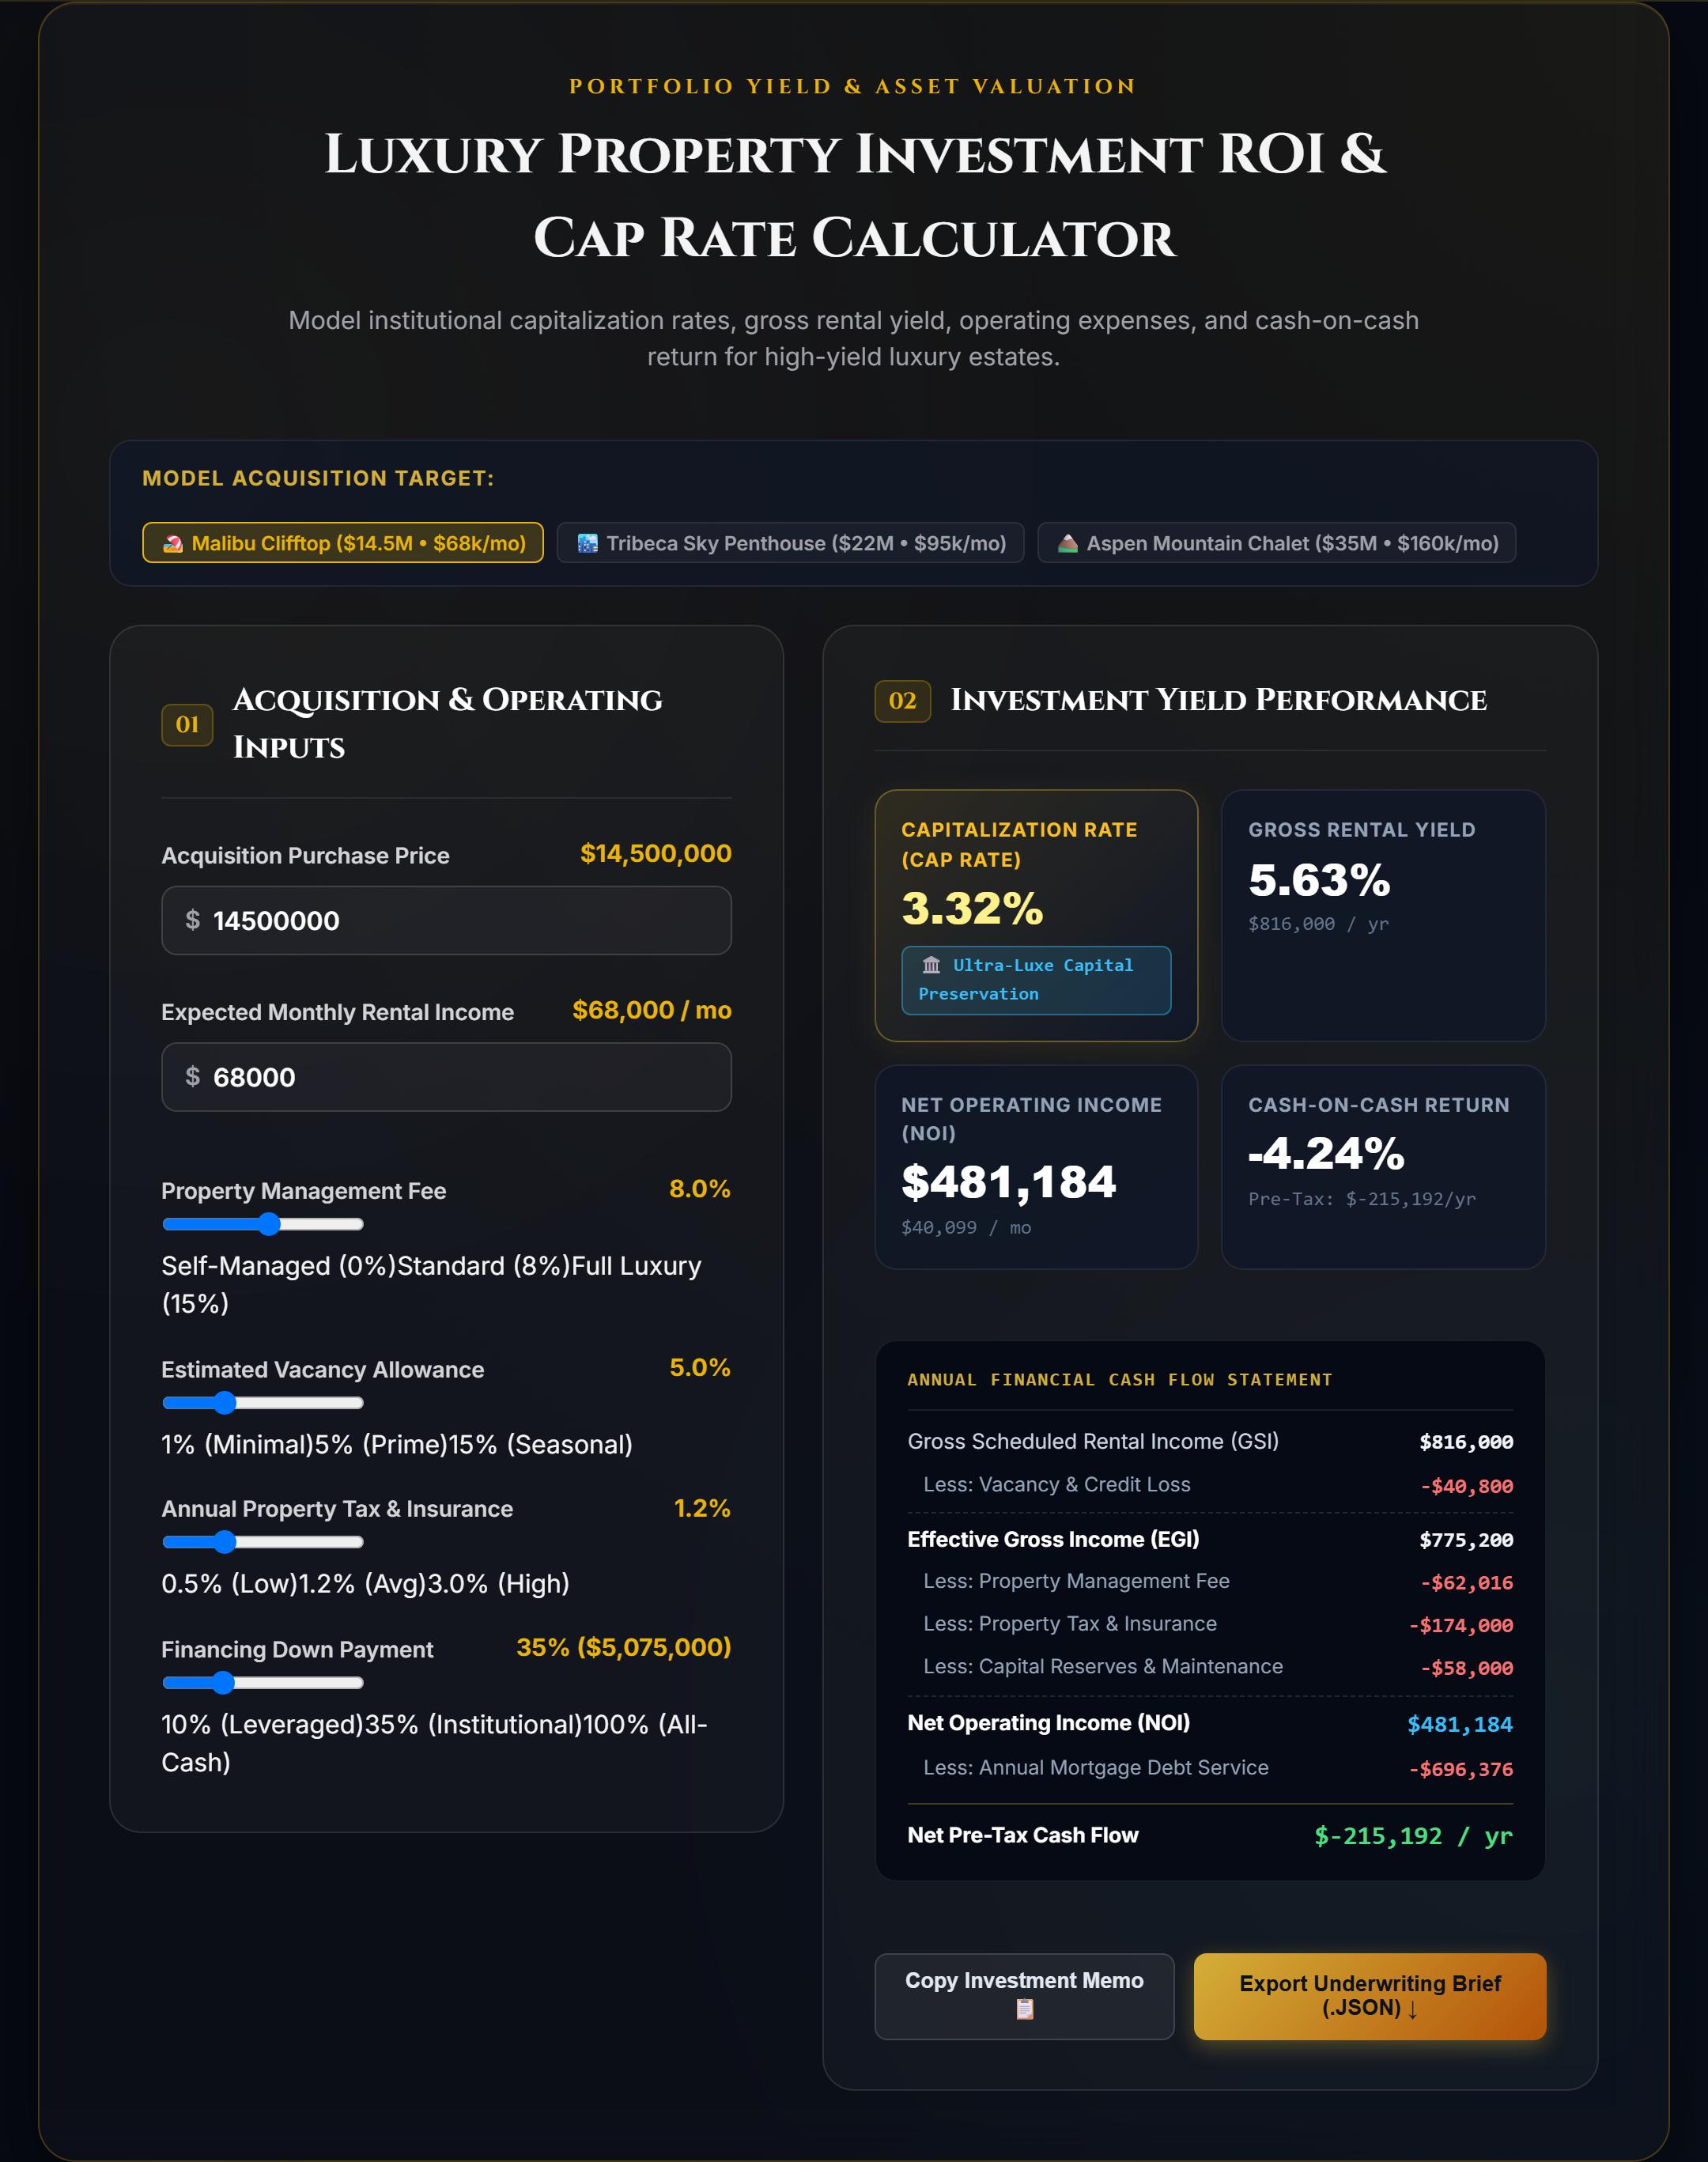 PORTFOLIO YIELD & ASSET VALUATION
Luxury Property Investment ROI &
Cap Rate Calculator
Model institutional capitalization rates, gross rental yield, operating expenses, and cash-on-cash
return for high-yield luxury estates.
MODEL ACQUISITION TARGET:
🏖️ Malibu Clifftop ($14.5M • $68k/mo)
🏙️ Tribeca Sky Penthouse ($22M • $95k/mo)
🏔️ Aspen Mountain Chalet ($35M • $160k/mo)
01
Acquisition & Operating
Inputs
Acquisition Purchase Price
$14,500,000
$ 14500000
Expected Monthly Rental Income
$68,000 / mo
$ 68000
Property Management Fee
8.0%
Self-Managed (0%)Standard (8%)Full Luxury
(15%)
Estimated Vacancy Allowance
5.0%
1% (Minimal)5% (Prime)15% (Seasonal)
Annual Property Tax & Insurance
1.2%
0.5% (Low)1.2% (Avg)3.0% (High)
Financing Down Payment
35% ($5,075,000)
10% (Leveraged)35% (Institutional)100% (All-
Cash)
02
Investment Yield Performance
CAPITALIZATION RATE
(CAP RATE)
3.32%
🏛️ Ultra-Luxe Capital
Preservation
GROSS RENTAL YIELD
5.63%
$816,000 / yr
NET OPERATING INCOME
(NOI)
$481,184
$40,099 / mo
CASH-ON-CASH RETURN
-4.24%
Pre-Tax: $-215,192/yr
ANNUAL FINANCIAL CASH FLOW STATEMENT
Gross Scheduled Rental Income (GSI) $816,000
Less: Vacancy & Credit Loss -$40,800
Effective Gross Income (EGI) $775,200
Less: Property Management Fee -$62,016
Less: Property Tax & Insurance -$174,000
Less: Capital Reserves & Maintenance -$58,000
Net Operating Income (NOI) $481,184
Less: Annual Mortgage Debt Service -$696,376
Net Pre-Tax Cash Flow $-215,192 / yr
Copy Investment Memo
📋
Export Underwriting Brief
(.JSON) ↓